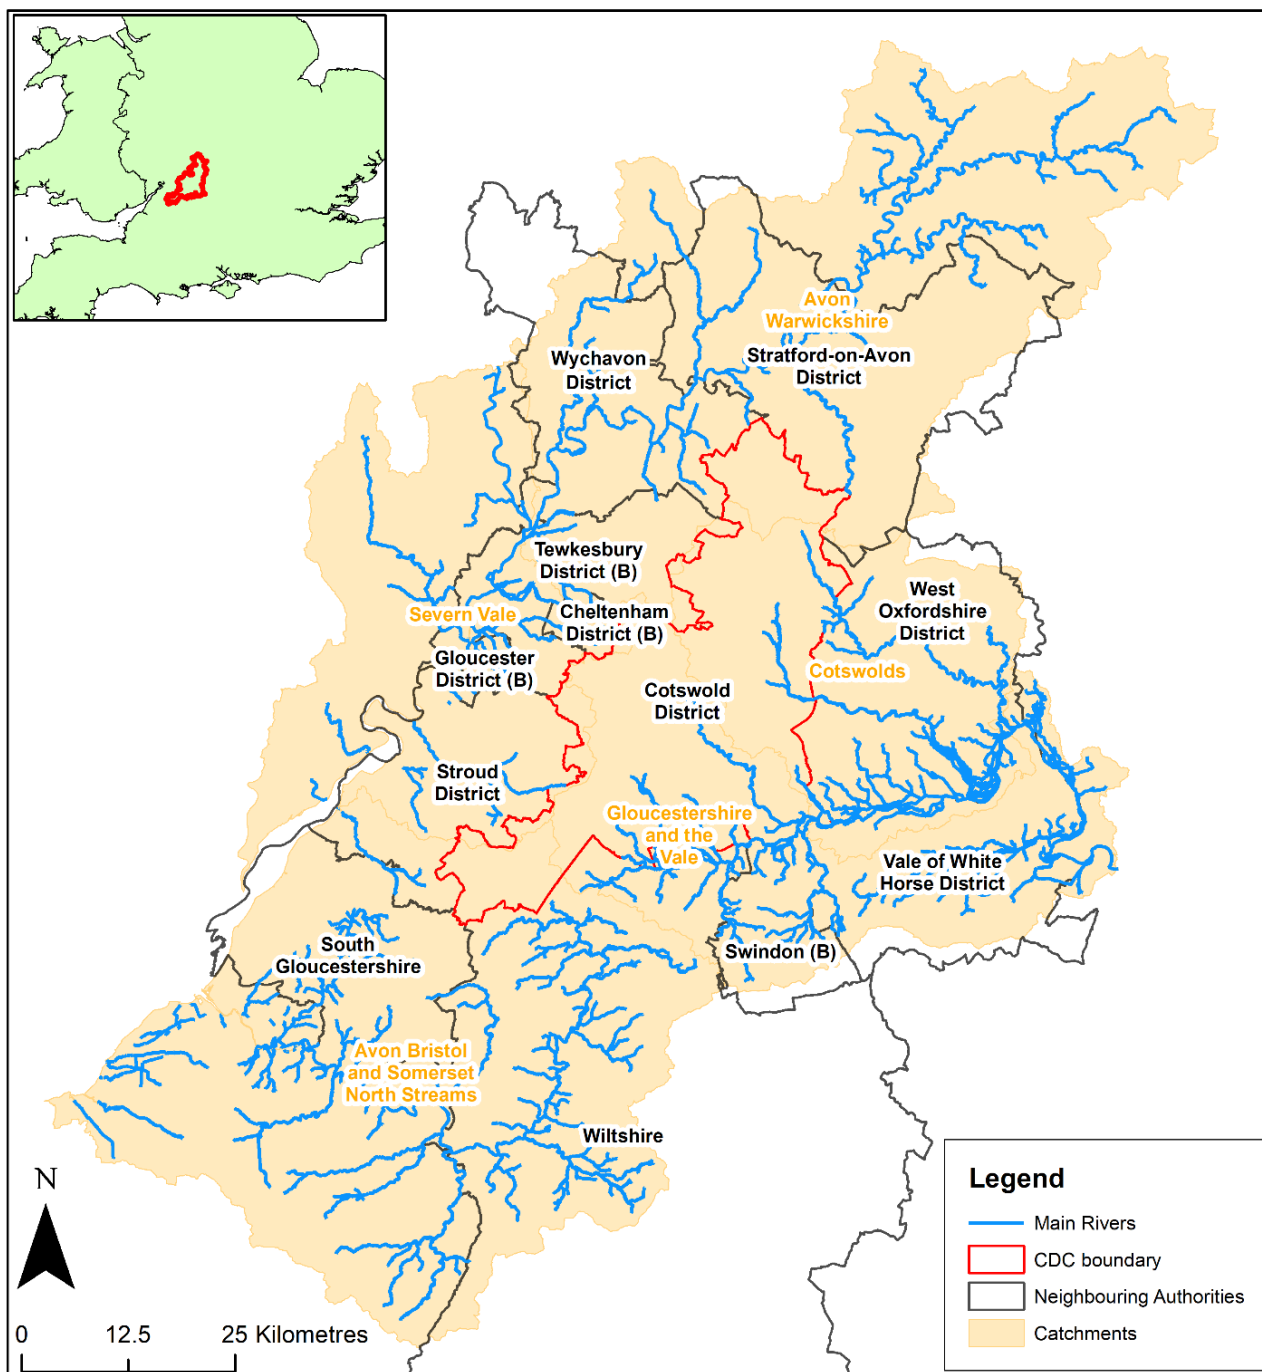 Avon
Warwickshire
Wychavon
District
Stratford-on-Avon
District
Tewkesbury
District (B)
Severn Vale
Cheltenham
District (B)
West
Oxfordshire
District
Gloucester
District (B)
Cotswolds
Cotswold
District
Stroud
District
Gloucestershire
and the
Vale
Vale of White
Horse District
South
Gloucestershire
Swindon (B)
Avon Bristol
and Somerset
North Streams
Wiltshire
N
0 12.5 25 Kilometres
Legend
Main Rivers
CDC boundary
Neighbouring Authorities
Catchments